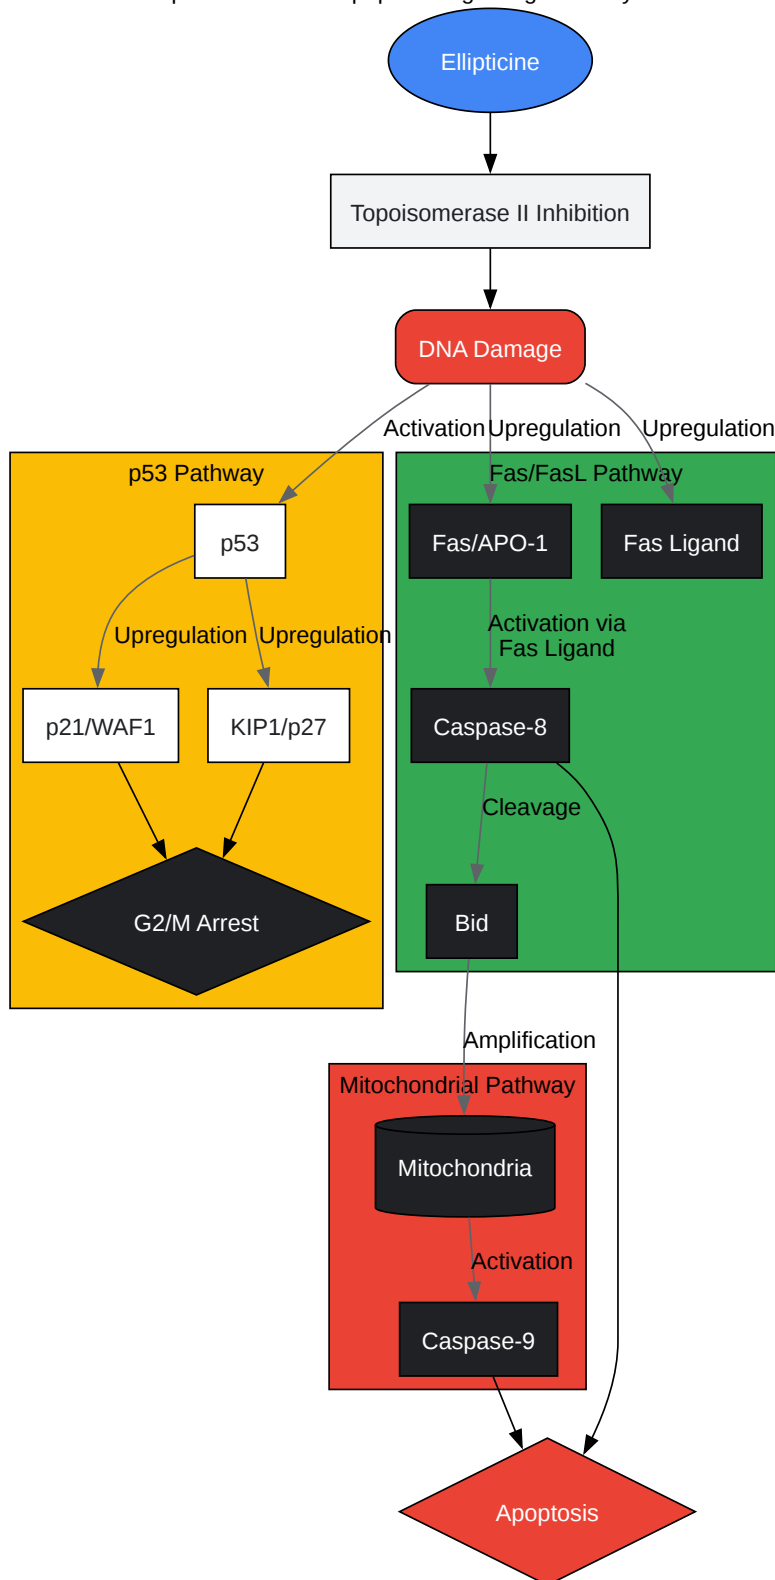 Ellipticine
Topoisomerase II Inhibition
DNA Damage
Activation
Upregulation
Upregulation
p53 Pathway
Fas/FasL Pathway
p53
Fas/APO-1
Fas Ligand
Upregulation
Upregulation
Activation via
Fas Ligand
p21/WAF1
KIP1/p27
Caspase-8
Cleavage
G2/M Arrest
Bid
Amplification
Mitochondrial Pathway
Mitochondria
Activation
Caspase-9
Apoptosis